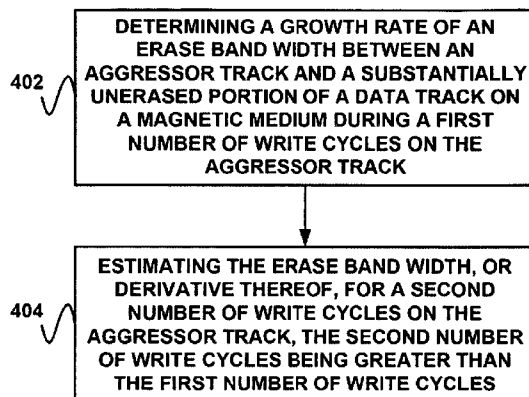 DETERMINING A GROWTH RATE OF AN
ERASE BAND WIDTH BETWEEN AN
AGGRESSOR TRACK AND A SUBSTANTIALLY
UNERASED PORTION OF A DATA TRACK ON
A MAGNETIC MEDIUM DURING A FIRST
NUMBER OF WRITE CYCLES ON THE
AGGRESSOR TRACK
402
ESTIMATING THE ERASE BAND WIDTH, OR
DERIVATIVE THEREOF, FOR A SECOND
NUMBER OF WRITE CYCLES ON THE
AGGRESSOR TRACK, THE SECOND NUMBER
OF WRITE CYCLES BEING GREATER THAN
THE FIRST NUMBER OF WRITE CYCLES
404